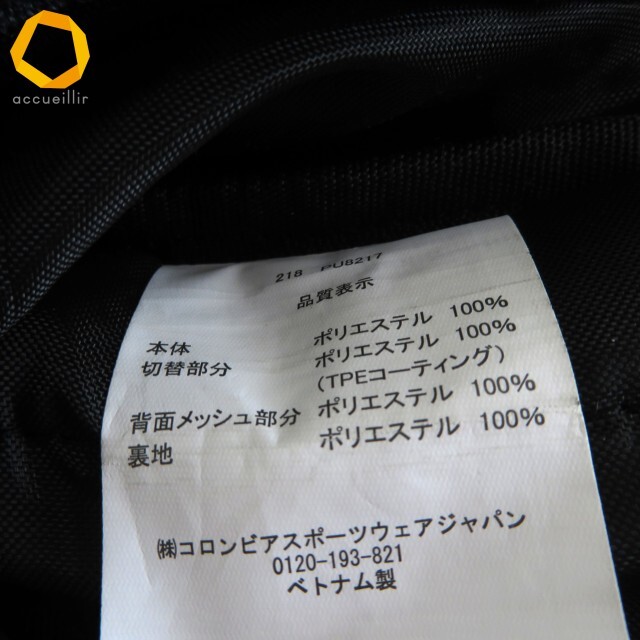 accueillir
218 PU8217
品質表示
本体 ポリエステル 100%
切替部分 ポリエステル 100%
(TPEコーティング)
背面メッシュ部分 ポリエステル 100%
裏地 ポリエステル 100%
㈱コロンビアスポーツウェアジャパン
0120-193-821
ベトナム製